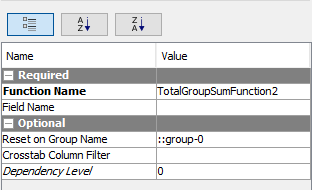 A Z
Z A
Name Value
Required
Function Name TotalGroupSumFunction2
Field Name
Optional
Reset on Group Name ::group-0
Crosstab Column Filter
Dependency Level 0